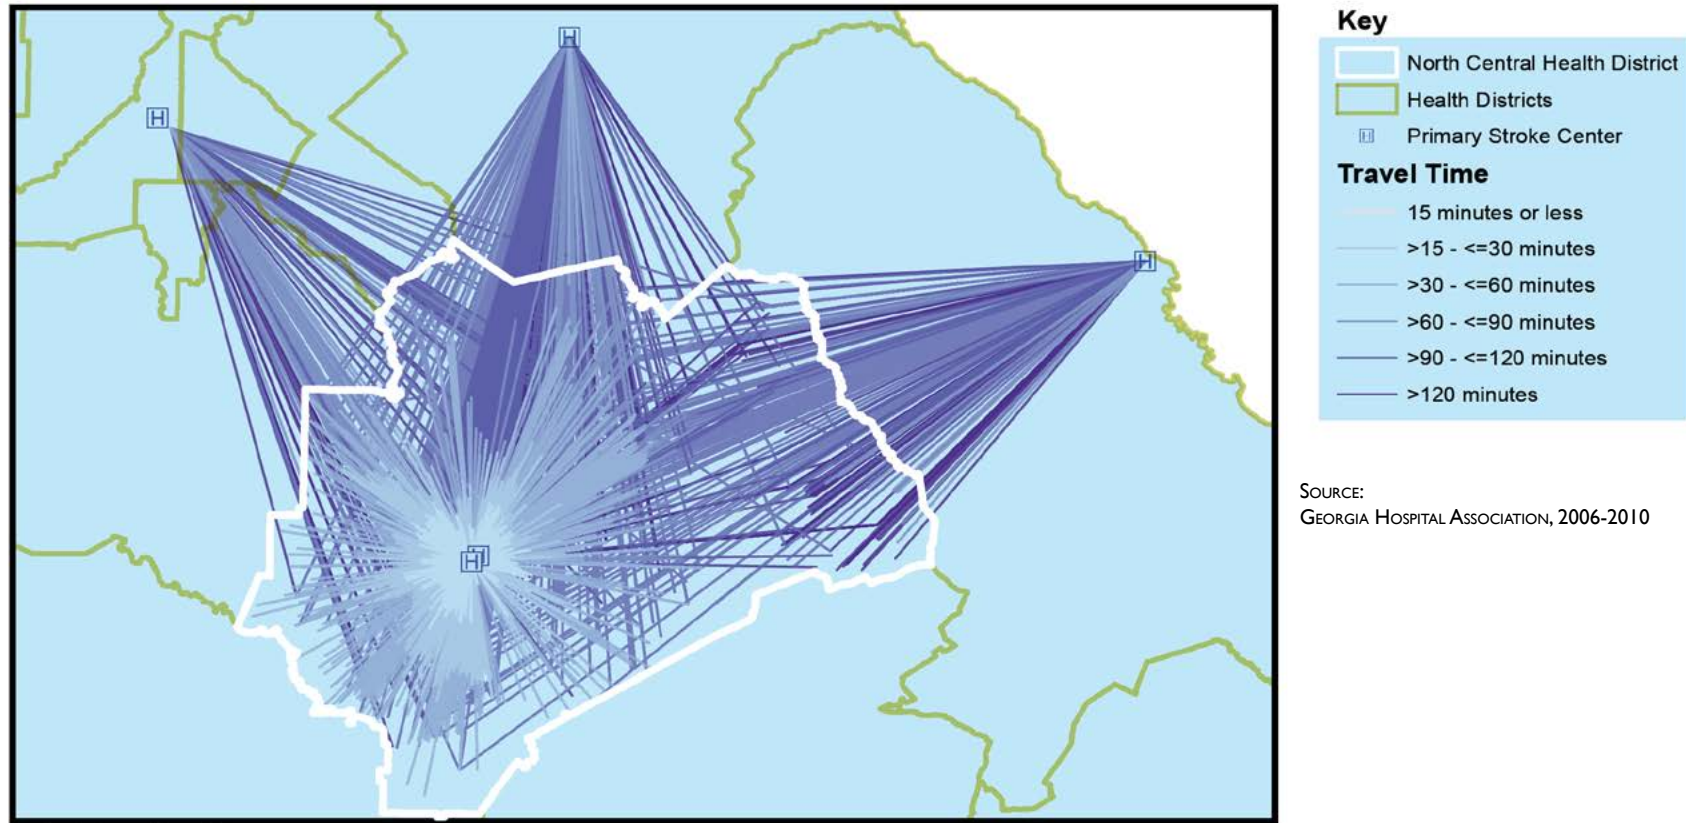 Key
North Central Health District
Health Districts
H Primary Stroke Center
Travel Time
15 minutes or less
>15 - <=30 minutes
>30 - <=60 minutes
>60 - <=90 minutes
>90 - <=120 minutes
>120 minutes
H
H
H
H
H
Source:
Georgia Hospital Association, 2006-2010